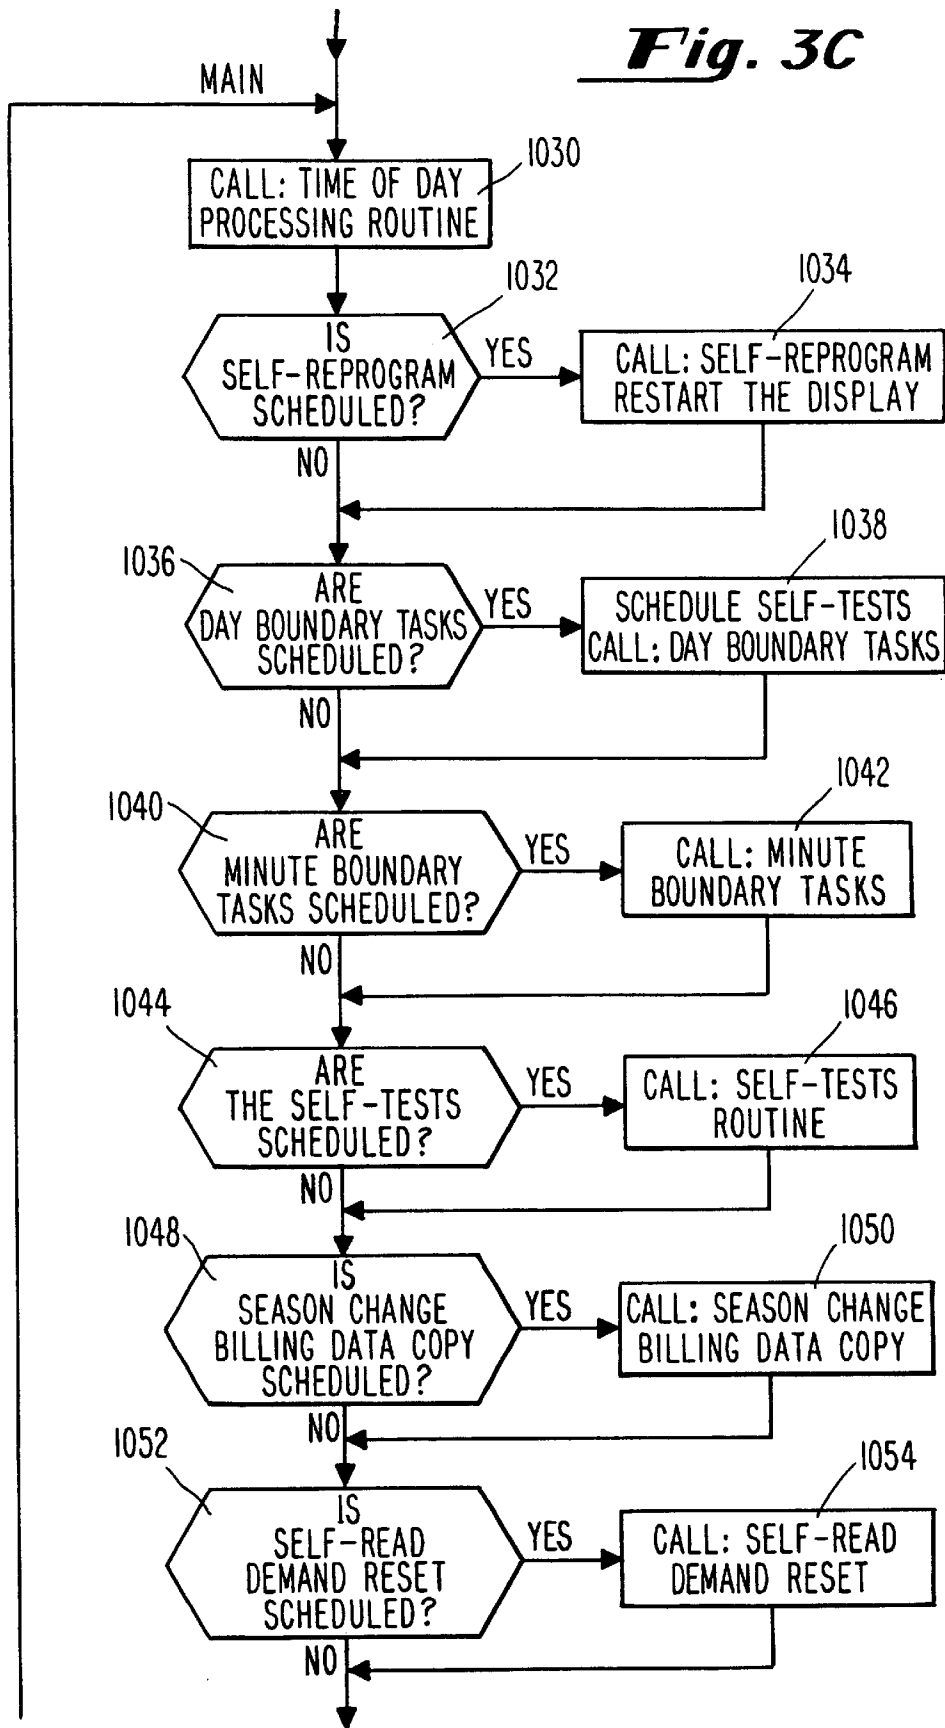 Fig. 3C
MAIN
1030
CALL: TIME OF DAY
PROCESSING ROUTINE
1032
IS
SELF-REPROGRAM
SCHEDULED?
YES
1034
CALL: SELF-REPROGRAM
RESTART THE DISPLAY
NO
1036
ARE
DAY BOUNDARY TASKS
SCHEDULED?
YES
1038
SCHEDULE SELF-TESTS
CALL: DAY BOUNDARY TASKS
NO
1040
ARE
MINUTE BOUNDARY
TASKS SCHEDULED?
YES
1042
CALL: MINUTE
BOUNDARY TASKS
NO
1044
ARE
THE SELF-TESTS
SCHEDULED?
YES
1046
CALL: SELF-TESTS
ROUTINE
NO
1048
IS
SEASON CHANGE
BILLING DATA COPY
SCHEDULED?
YES
1050
CALL: SEASON CHANGE
BILLING DATA COPY
NO
1052
IS
SELF-READ
DEMAND RESET
SCHEDULED?
YES
1054
CALL: SELF-READ
DEMAND RESET
NO